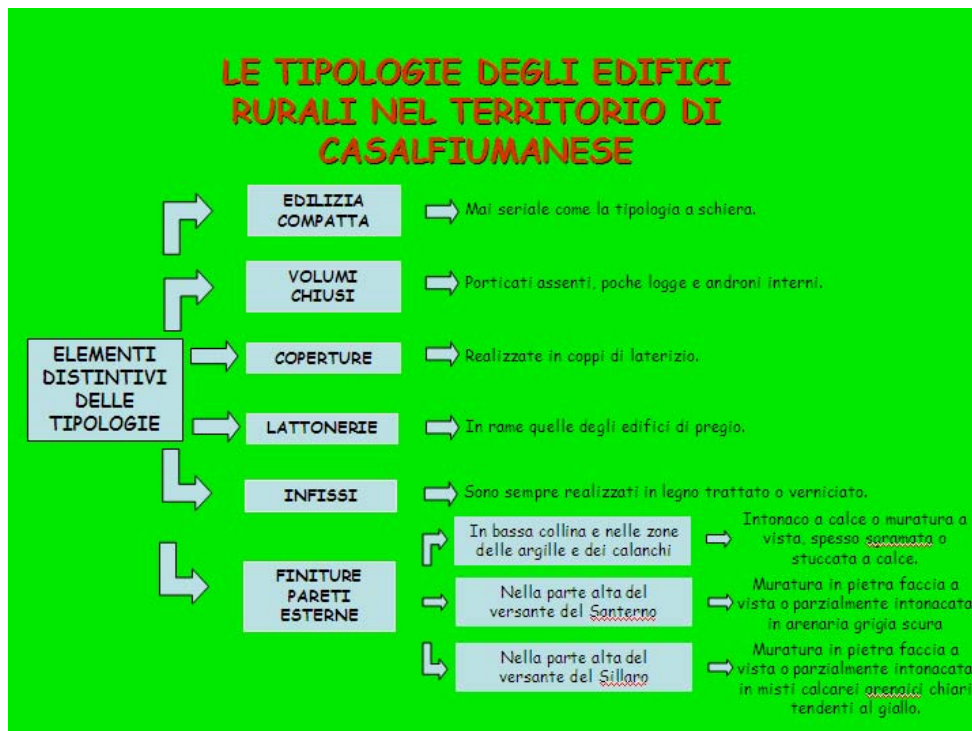 LE TIPOLOGIE DEGLI EDIFICI
RURALI NEL TERRITORIO DI
CASALFIUMANESE
ELEMENTI
DISTINTIVI
DELLE
TIPOLOGIE
EDILIZIA
COMPATTA
Mai seriale come la tipologia a schiera.
VOLUMI
CHIUSI
Porticati assenti, poche logge e androni interni.
COPERTURE
Realizzate in coppi di laterizio.
LATTONERIE
In rame quelle degli edifici di pregio.
INFISSI
Sono sempre realizzati in legno trattato o verniciato.
FINITURE
PARETI
ESTERNE
In bassa collina e nelle zone
delle argille e dei calanchi
Intonaco a calce o muratura a
vista, spesso saramata o
stuccata a calce.
Nella parte alta del
versante del Santerno
Muratura in pietra faccia a
vista o parzialmente intonacata
in arenaria grigia scura
Nella parte alta del
versante del Sillaro
Muratura in pietra faccia a
vista o parzialmente intonacata
in misti calcarei arenaici chiari
tendenti al giallo.